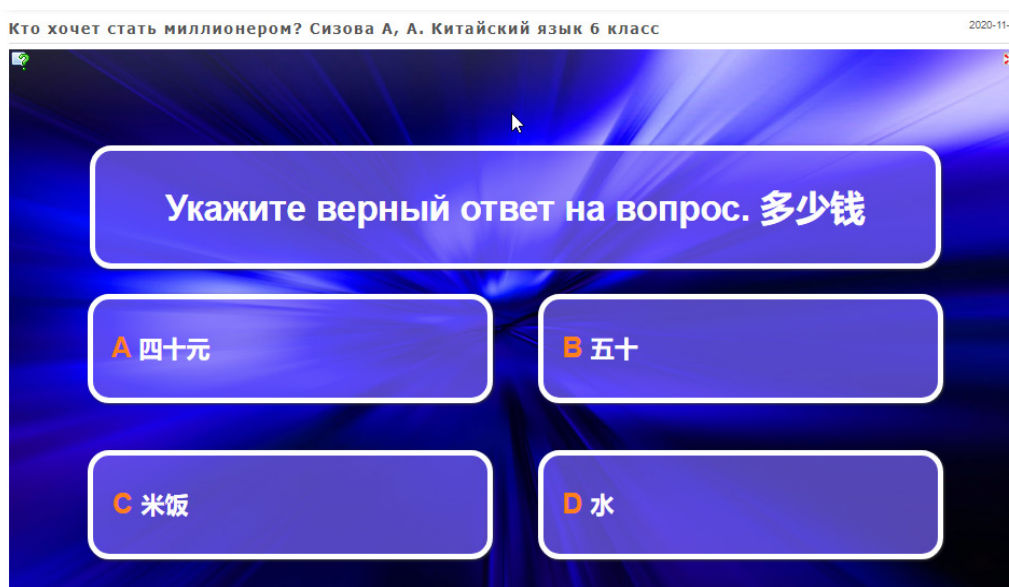 Кто хочет стать миллионером? Сизова А, А. Китайский язык 6 класс
2020-11-
Укажите верный ответ на вопрос. 多少钱
A 四十元
B 五十
C 米饭
D 水